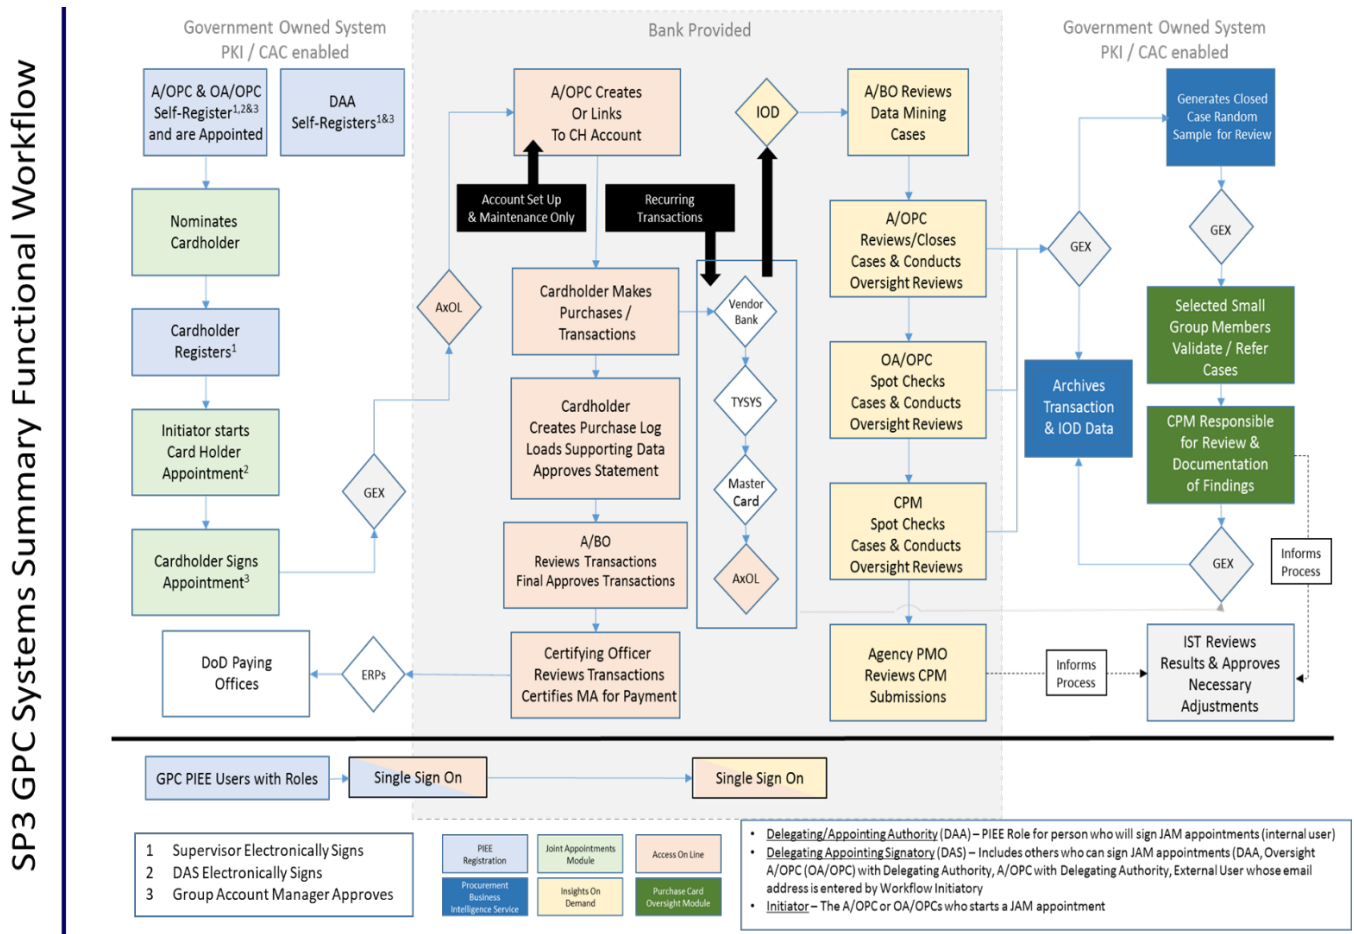 SP3 GPC Systems Summary Functional Workflow
Government Owned System
PKI / CAC enabled
Bank Provided
Government Owned System
PKI / CAC enabled
A/OPC & OA/OPC
Self-Register1,2&3
and are Appointed
DAA
Self-Registers1&3
A/OPC Creates
Or Links
To CH Account
IOD
A/BO Reviews
Data Mining
Cases
Generates Closed
Case Random
Sample for Review
Nominates
Cardholder
Account Set Up
& Maintenance Only
Recurring
Transactions
A/OPC
Reviews/Closes
Cases & Conducts
Oversight Reviews
GEX
GEX
Cardholder
Registers1
AxOL
Cardholder Makes
Purchases /
Transactions
Vendor
Bank
Selected Small
Group Members
Validate / Refer
Cases
Initiator starts
Card Holder
Appointment2
Cardholder
Creates Purchase Log
Loads Supporting Data
Approves Statement
TYSYS
OA/OPC
Spot Checks
Cases & Conducts
Oversight Reviews
Archives
Transaction
& IOD Data
CPM Responsible
for Review &
Documentation
of Findings
GEX
Master
Card
CPM
Spot Checks
Cases & Conducts
Oversight Reviews
Cardholder Signs
Appointment3
A/BO
Reviews Transactions
Final Approves Transactions
AxOL
GEX
Informs
Process
DoD Paying
Offices
ERPs
Certifying Officer
Reviews Transactions
Certifies MA for Payment
Agency PMO
Reviews CPM
Submissions
Informs
Process
IST Reviews
Results & Approves
Necessary
Adjustments
GPC PIEE Users with Roles
Single Sign On
Single Sign On
1 Supervisor Electronically Signs
2 DAS Electronically Signs
3 Group Account Manager Approves
PIEE
Registration
Joint Appointments
Module
Access On Line
Procurement
Business
Intelligence Service
Insights On
Demand
Purchase Card
Oversight Module
• Delegating/Appointing Authority (DAA) – PIEE Role for person who will sign JAM appointments (internal user)
• Delegating Appointing Signatory (DAS) – Includes others who can sign JAM appointments (DAA, Oversight
A/OPC (OA/OPC) with Delegating Authority, A/OPC with Delegating Authority, External User whose email
address is entered by Workflow Initiatory
• Initiator – The A/OPC or OA/OPCs who starts a JAM appointment